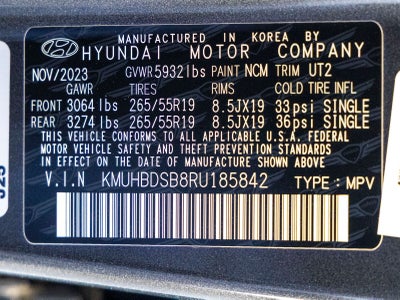 MANUFACTURED IN KOREA BY
HYUNDAI MOTOR COMPANY
NOV/2023 GVWR 5932lbs PAINT NCM TRIM UT2
GAWR TIRES RIMS COLD TIRE INFL
FRONT 3064 lbs 265/55R19 8.5JX19 33psi SINGLE
REAR 3274 lbs 265/55R19 8.5JX19 36psi SINGLE
THIS VEHICLE CONFORMS TO ALL APPLICABLE U.S.A. FEDERAL
MOTOR VEHICLE SAFETY, BUMPER, AND THEFT PREVENTION STANDARDS
IN EFFECT ON THE DATE OF MANUFACTURE SHOWN ABOVE.
V.I.N KMUHBDSB8RU185842 TYPE: MPV